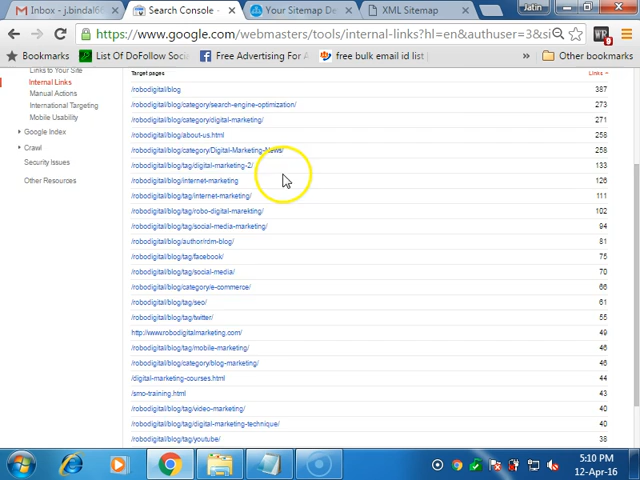 Inbox - j.bindal66
Search Console -
Your Sitemap De
XML Sitemap
Jatin
https://www.google.com/webmasters/tools/internal-links?hl=en&authuser=3&si
Bookmarks
List Of DoFollow Soci
Free Advertising For A
free bulk email id list |
»
Other bookmarks
Links to Your Site
Internal Links
Manual Actions
International Targeting
Mobile Usability
Google Index
Crawl
Security Issues
Other Resources
Target pages Links
/robodigital/blog 387
/robodigital/blog/category/search-engine-optimization/ 273
/robodigital/blog/category/digital-marketing/ 271
/robodigital/blog/about-us.html 258
/robodigital/blog/category/Digital-Marketing-News/ 258
/robodigital/blog/tag/digital-marketing-2/ 133
/robodigital/blog/internet-marketing 126
/robodigital/blog/tag/internet-marketing/ 111
/robodigital/blog/tag/robo-digital-marekting/ 102
/robodigital/blog/tag/social-media-marketing/ 94
/robodigital/blog/author/rdm-blog/ 81
/robodigital/blog/tag/facebook/ 75
/robodigital/blog/tag/social-media/ 70
/robodigital/blog/category/e-commerce/ 66
/robodigital/blog/tag/seo/ 61
/robodigital/blog/tag/twitter/ 55
http://www.robodigitalmarketing.com/ 49
/robodigital/blog/tag/mobile-marketing/ 46
/robodigital/blog/category/blog-marketing/ 46
/digital-marketing-courses.html 44
/smo-training.html 43
/robodigital/blog/tag/video-marketing/ 40
/robodigital/blog/tag/digital-marketing-technique/ 40
/robodigital/blog/tag/youtube/ 38
5:10 PM
12-Apr-16